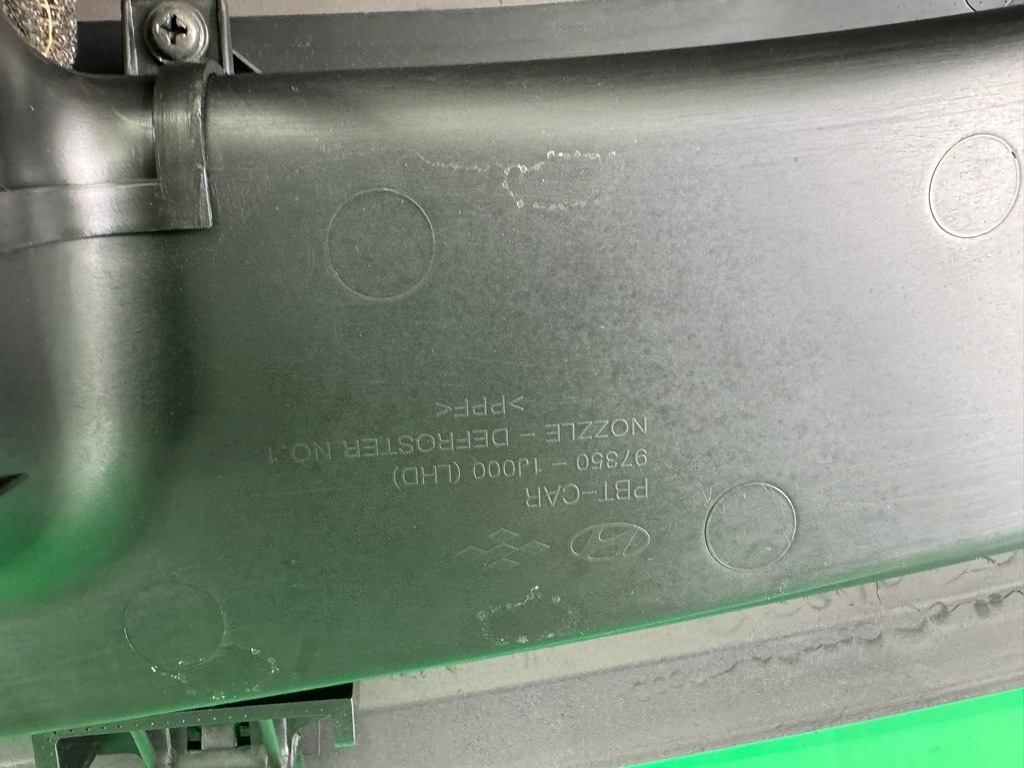 PBT-CAR
97350 - 1J000 (LHD)
NOZZLE - DEFROSTER NO.1
>PPF<